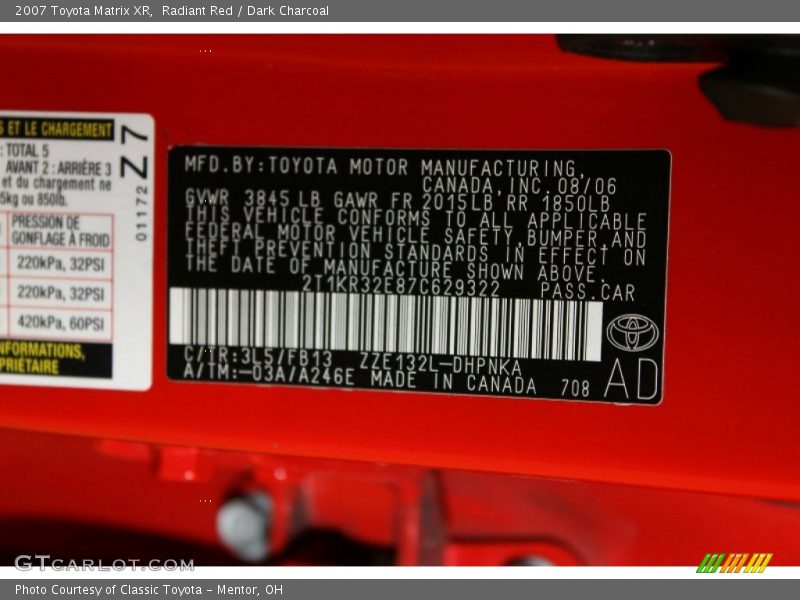 2007 Toyota Matrix XR, Radiant Red / Dark Charcoal
S ET LE CHARGEMENT
: TOTAL 5
AVANT 2 : ARRIÈRE 3
et du chargement ne
5kg ou 850lb.
PRESSION DE
GONFLAGE À FROID
220kPa, 32PSI
220kPa, 32PSI
420kPa, 60PSI
NFORMATIONS,
PRIÉTAIRE
01172 Z7
MFD.BY:TOYOTA MOTOR MANUFACTURING,
CANADA,INC.08/06
GVWR 3845 LB GAWR FR 2015LB RR 1850LB
THIS VEHICLE CONFORMS TO ALL APPLICABLE
FEDERAL MOTOR VEHICLE SAFETY,BUMPER,AND
THEFT PREVENTION STANDARDS IN EFFECT ON
THE DATE OF MANUFACTURE SHOWN ABOVE.
2T1KR32E87C629322 PASS.CAR
C/TR:3L5/FB13 ZZE132L-DHPNKA
A/TM:-03A/A246E MADE IN CANADA 708
AD
GTCARLOT.COM
Photo Courtesy of Classic Toyota - Mentor, OH